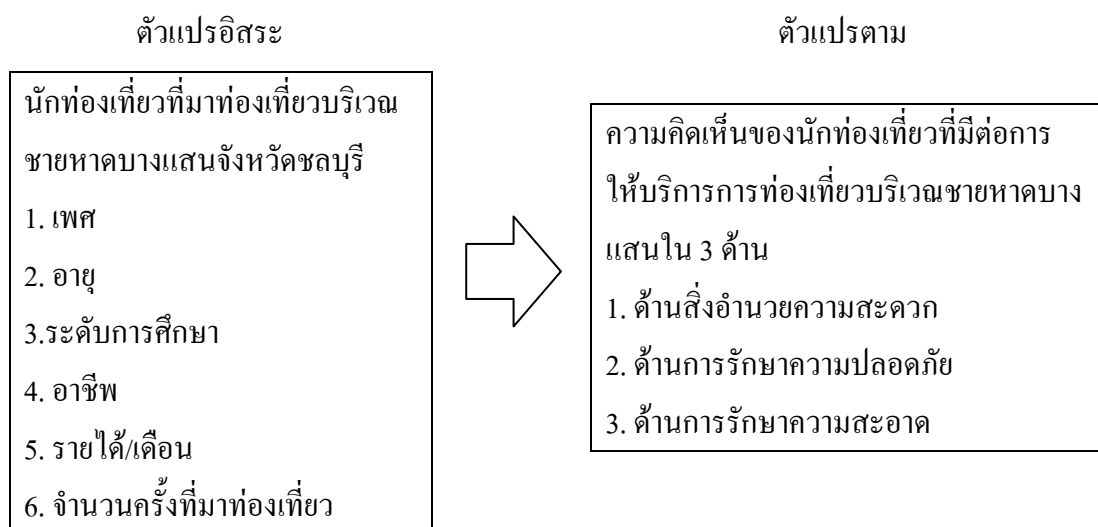 ตัวแปรอิสระ
นักท่องเที่ยวที่มาท่องเที่ยวบริเวณ
ชายหาดบางแสนจังหวัดชลบุรี
1. เพศ
2. อายุ
3.ระดับการศึกษา
4. อาชีพ
5. รายได้/เดือน
6. จำนวนครั้งที่มาท่องเที่ยว
ตัวแปรตาม
ความคิดเห็นของนักท่องเที่ยวที่มีต่อการ
ให้บริการการท่องเที่ยวบริเวณชายหาดบาง
แสนใน 3 ด้าน
1. ด้านสิ่งอำนวยความสะดวก
2. ด้านการรักษาความปลอดภัย
3. ด้านการรักษาความสะอาด